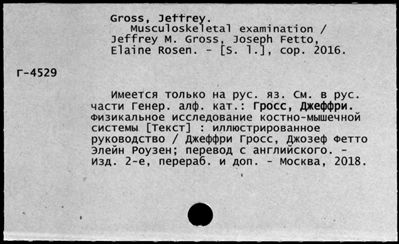 Gross, Jeffrey.
Musculoskeletal examination /
Jeffrey M. Gross, Joseph Fetto,
Elaine Rosen. - [S. l.], cop. 2016.
Г-4529
Имеется только на рус. яз. См. в рус.
части Генер. алф. кат.: Гросс, Джеффри.
Физикальное исследование костно-мышечной
системы [Текст] : иллюстрированное
руководство / Джеффри Гросс, Джозеф Фетто
Элейн Роузен; перевод с английского. -
Изд. 2-е, перераб. и доп. - Москва, 2018.